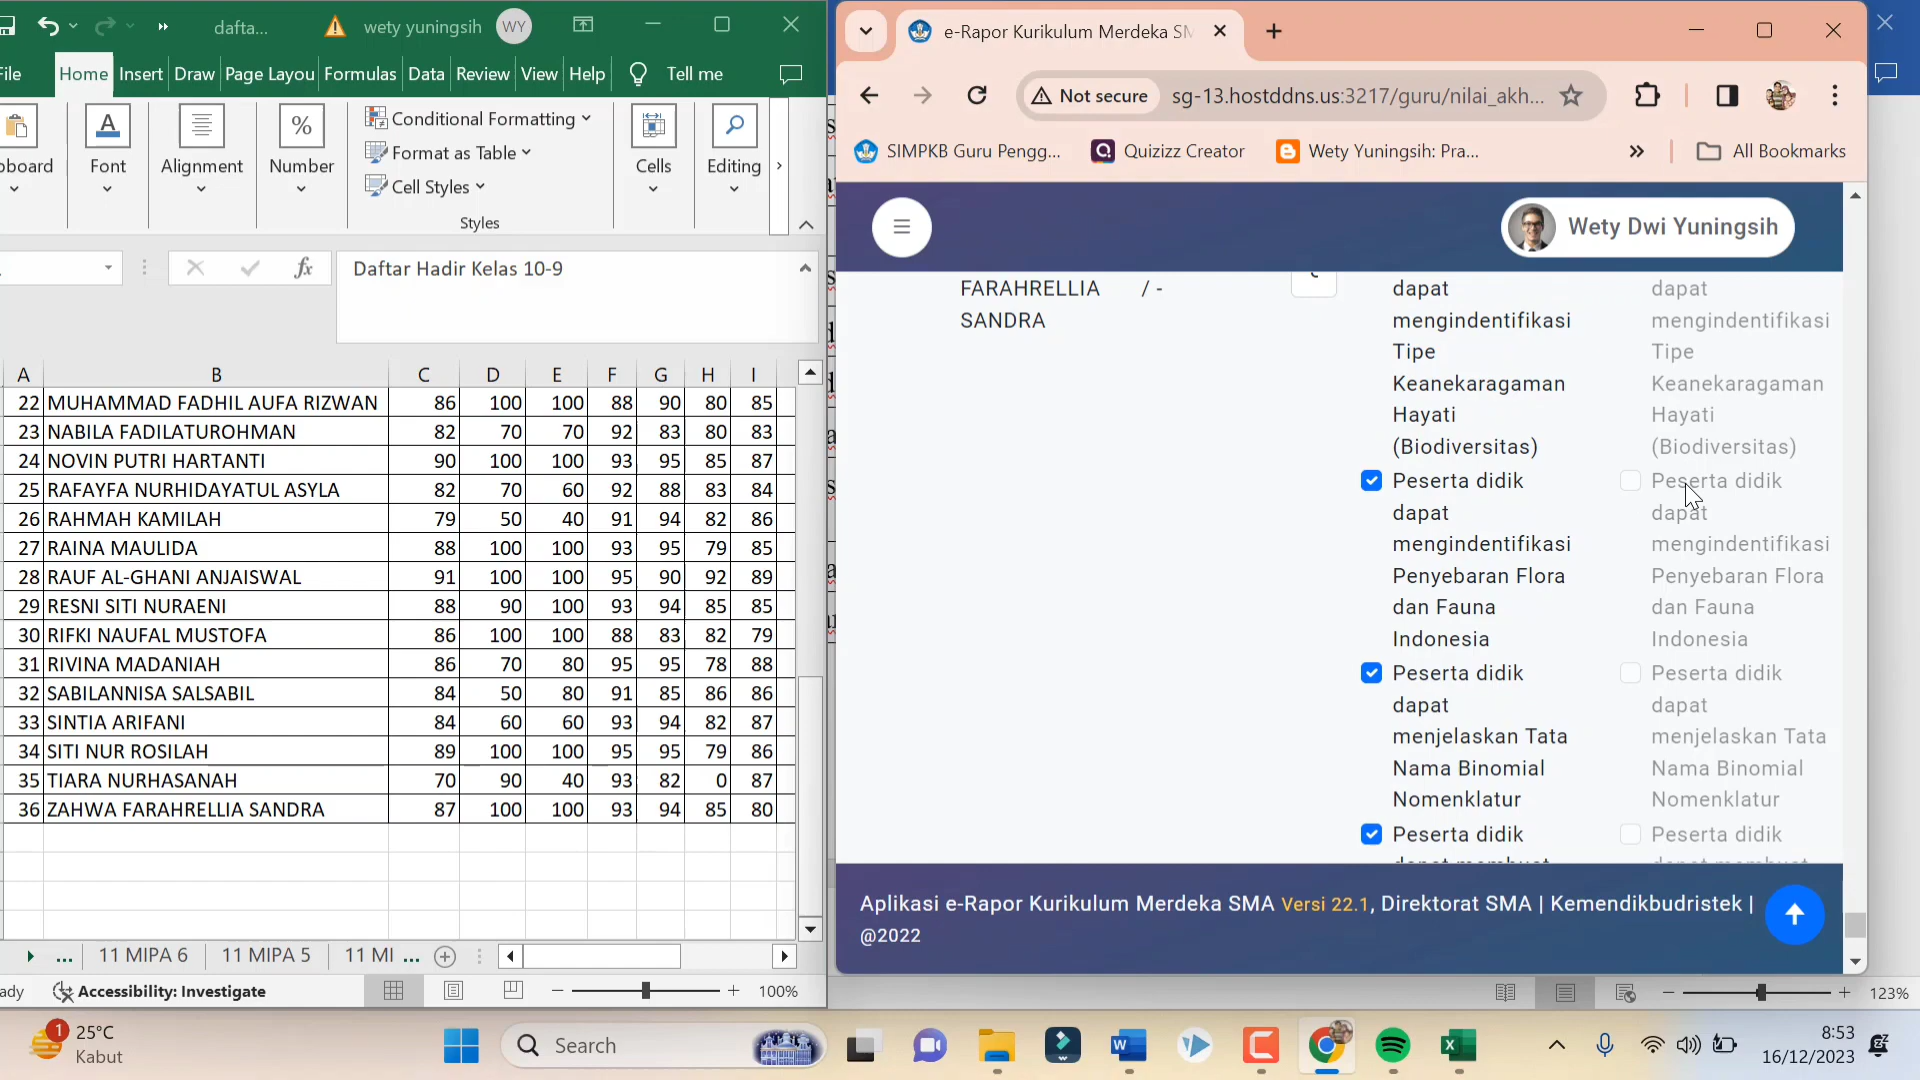 dafta...
wety yuningsih
WY
File
Home
Insert
Draw
Page Layou
Formulas
Data
Review
View
Help
Tell me
Font
Alignment
Number
Conditional Formatting
Format as Table
Cell Styles
Styles
Cells
Editing
Daftar Hadir Kelas 10-9
A B C D E F G H I
22 MUHAMMAD FADHIL AUFA RIZWAN 86 100 100 88 90 80 85
23 NABILA FADILATUROHMAN 82 70 70 92 83 80 83
24 NOVIN PUTRI HARTANTI 90 100 100 93 95 85 87
25 RAFAYFA NURHIDAYATUL ASYLA 82 70 60 92 88 83 84
26 RAHMAH KAMILAH 79 50 40 91 94 82 86
27 RAINA MAULIDA 88 100 100 93 95 79 85
28 RAUF AL-GHANI ANJAISWAL 91 100 100 95 90 92 89
29 RESNI SITI NURAENI 88 90 100 93 94 85 85
30 RIFKI NAUFAL MUSTOFA 86 100 100 88 83 82 79
31 RIVINA MADANIAH 86 70 80 95 95 78 88
32 SABILANNISA SALSABIL 84 50 80 91 85 86 86
33 SINTIA ARIFANI 84 60 60 93 94 82 87
34 SITI NUR ROSILAH 89 100 100 95 95 79 86
35 TIARA NURHASANAH 70 90 40 93 82 0 87
36 ZAHWA FARAHRELLIA SANDRA 87 100 100 93 94 85 80
... 11 MIPA 6 11 MIPA 5 11 MI ...
Accessibility: Investigate
100%
e-Rapor Kurikulum Merdeka SM
Not secure
sg-13.hostddns.us:3217/guru/nilai_akh...
SIMPKB Guru Pengg...
Quizizz Creator
Wety Yuningsih: Pra...
All Bookmarks
Wety Dwi Yuningsih
FARAHRELLIA / -
SANDRA
dapat
mengindentifikasi
Tipe
Keanekaragaman
Hayati
(Biodiversitas)
Peserta didik
dapat
mengindentifikasi
Penyebaran Flora
dan Fauna
Indonesia
Peserta didik
dapat
menjelaskan Tata
Nama Binomial
Nomenklatur
Peserta didik
dapat membuat
dapat
mengindentifikasi
Tipe
Keanekaragaman
Hayati
(Biodiversitas)
Peserta didik
dapat
mengindentifikasi
Penyebaran Flora
dan Fauna
Indonesia
Peserta didik
dapat
menjelaskan Tata
Nama Binomial
Nomenklatur
Peserta didik
dapat membuat
Aplikasi e-Rapor Kurikulum Merdeka SMA Versi 22.1, Direktorat SMA | Kemendikbudristek |
@2022
123%
1
25°C
Kabut
Search
8:53
16/12/2023